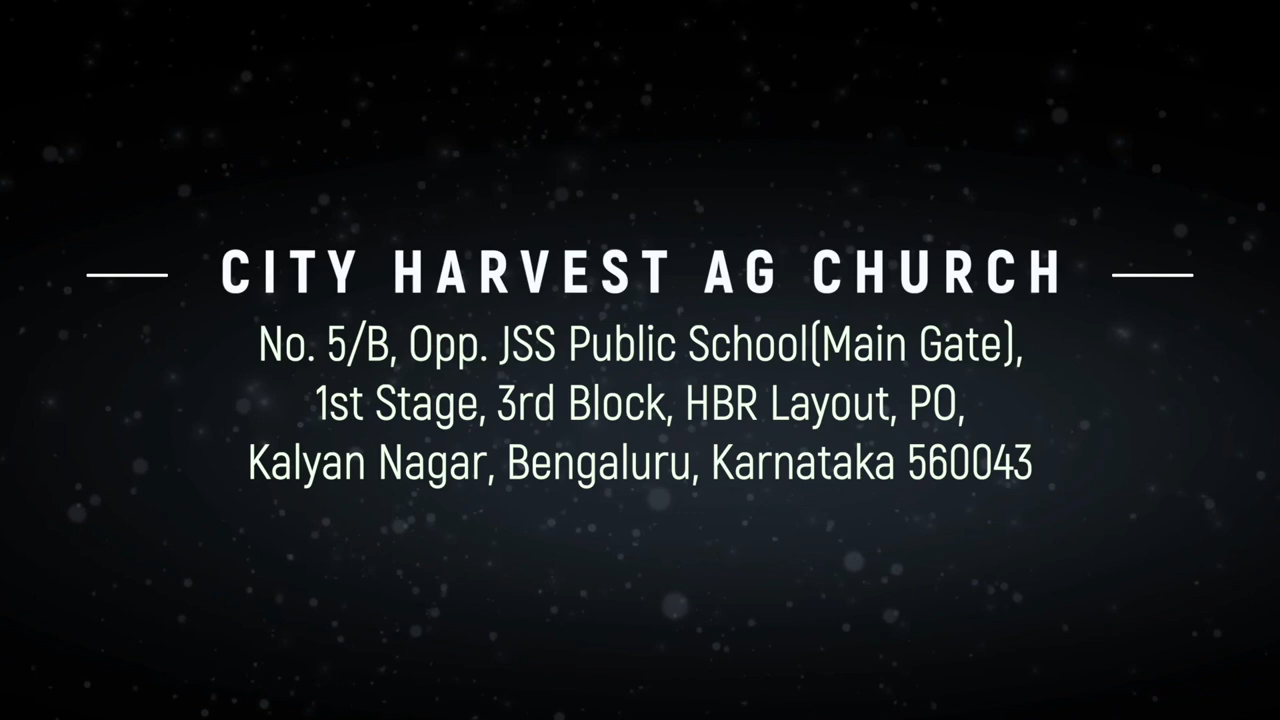 CITY HARVEST AG CHURCH
No. 5/B, Opp. JSS Public School(Main Gate),
1st Stage, 3rd Block, HBR Layout, PO,
Kalyan Nagar, Bengaluru, Karnataka 560043